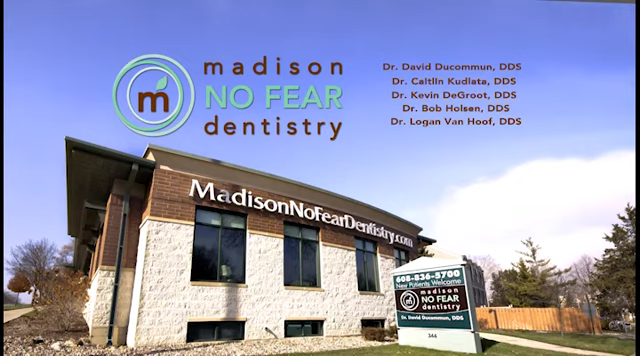 m
madison
NO FEAR
dentistry
Dr. David Ducommun, DDS
Dr. Caitlin Kudlata, DDS
Dr. Kevin DeGroot, DDS
Dr. Bob Holsen, DDS
Dr. Logan Van Hoof, DDS
MadisonNoFearDentistry.com
608-836-5700
New Patients Welcome
m
madison
NO FEAR
dentistry
Dr. David Ducommun, DDS
344